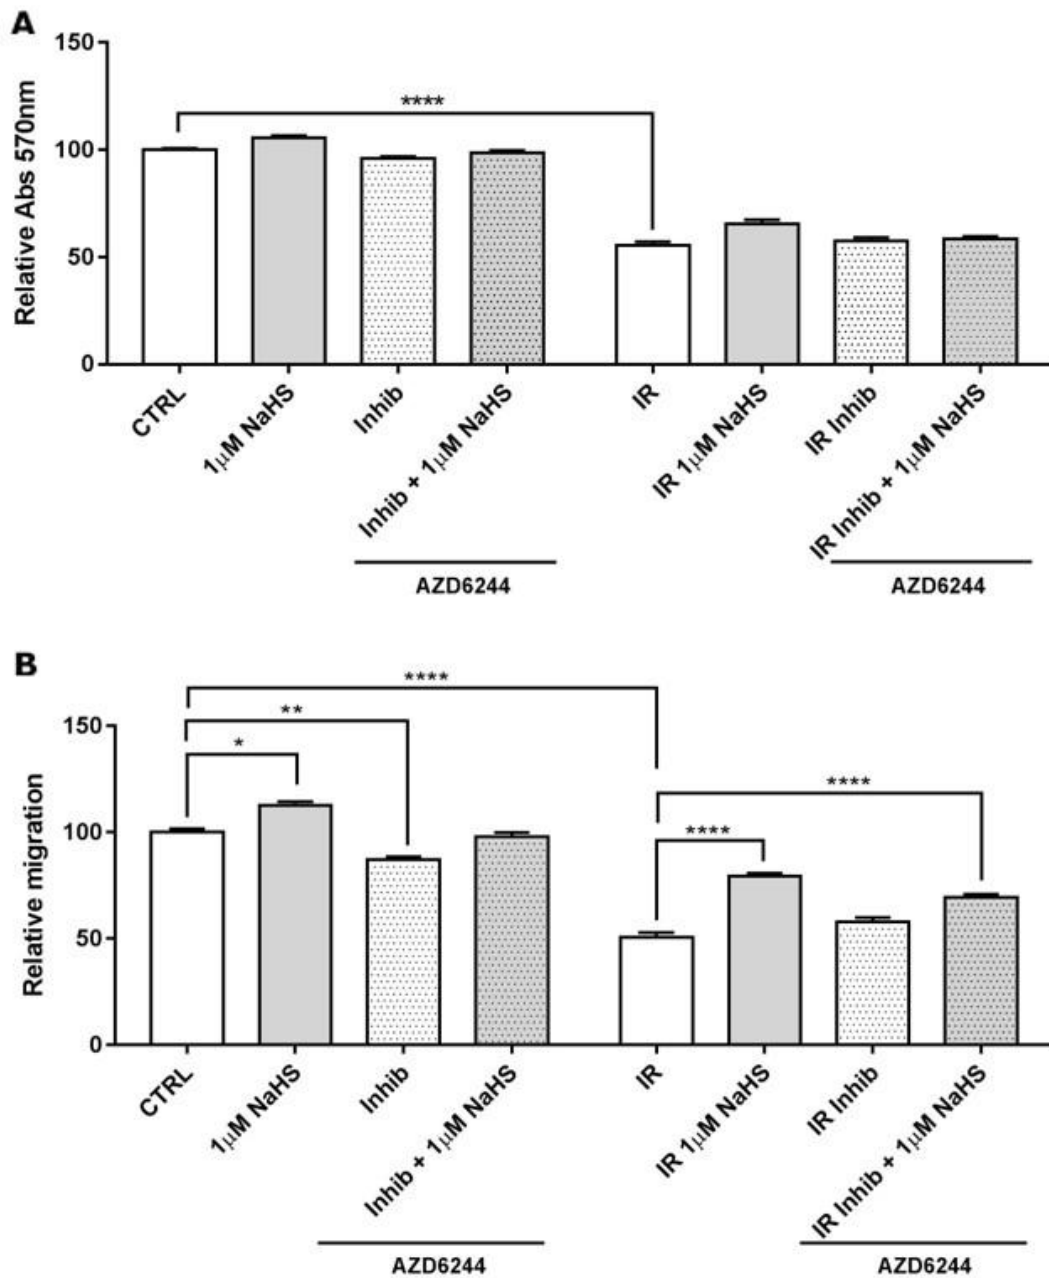 A
Relative Abs 570nm
150
100
50
0
****
CTRL
1μM NaHS
Inhib
Inhib + 1μM NaHS
IR
IR 1μM NaHS
IR Inhib
IR Inhib + 1μM NaHS
AZD6244
AZD6244
B
Relative migration
150
100
50
0
****
**
*
****
****
CTRL
1μM NaHS
Inhib
Inhib + 1μM NaHS
IR
IR 1μM NaHS
IR Inhib
IR Inhib + 1μM NaHS
AZD6244
AZD6244